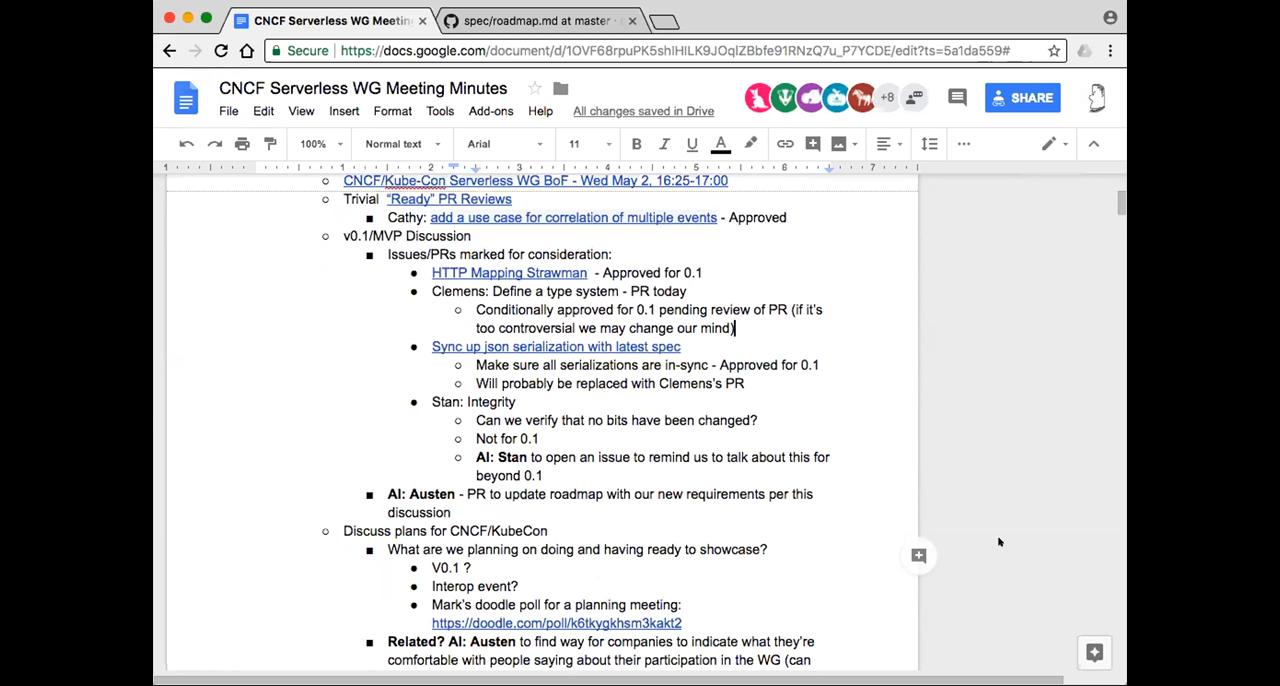 CNCF Serverless WG Meetin
spec/roadmap.md at master ·
Secure
https://docs.google.com/document/d/1OVF68rpuPK5shIHILK9JOqIZBbfe91RNzQ7u_P7YCDE/edit?ts=5a1da559#
CNCF Serverless WG Meeting Minutes
File Edit View Insert Format Tools Add-ons Help All changes saved in Drive
+8
SHARE
100% Normal text Arial 11 B I U A
1 1 2 3 4 5 6 7
CNCF/Kube-Con Serverless WG BoF - Wed May 2, 16:25-17:00
Trivial “Ready” PR Reviews
Cathy: add a use case for correlation of multiple events - Approved
v0.1/MVP Discussion
Issues/PRs marked for consideration:
HTTP Mapping Strawman - Approved for 0.1
Clemens: Define a type system - PR today
Conditionally approved for 0.1 pending review of PR (if it's
too controversial we may change our mind)
Sync up json serialization with latest spec
Make sure all serializations are in-sync - Approved for 0.1
Will probably be replaced with Clemens's PR
Stan: Integrity
Can we verify that no bits have been changed?
Not for 0.1
AI: Stan to open an issue to remind us to talk about this for
beyond 0.1
AI: Austen - PR to update roadmap with our new requirements per this
discussion
Discuss plans for CNCF/KubeCon
What are we planning on doing and having ready to showcase?
V0.1 ?
Interop event?
Mark's doodle poll for a planning meeting:
https://doodle.com/poll/k6tkygkhsm3kakt2
Related? AI: Austen to find way for companies to indicate what they're
comfortable with people saying about their participation in the WG (can